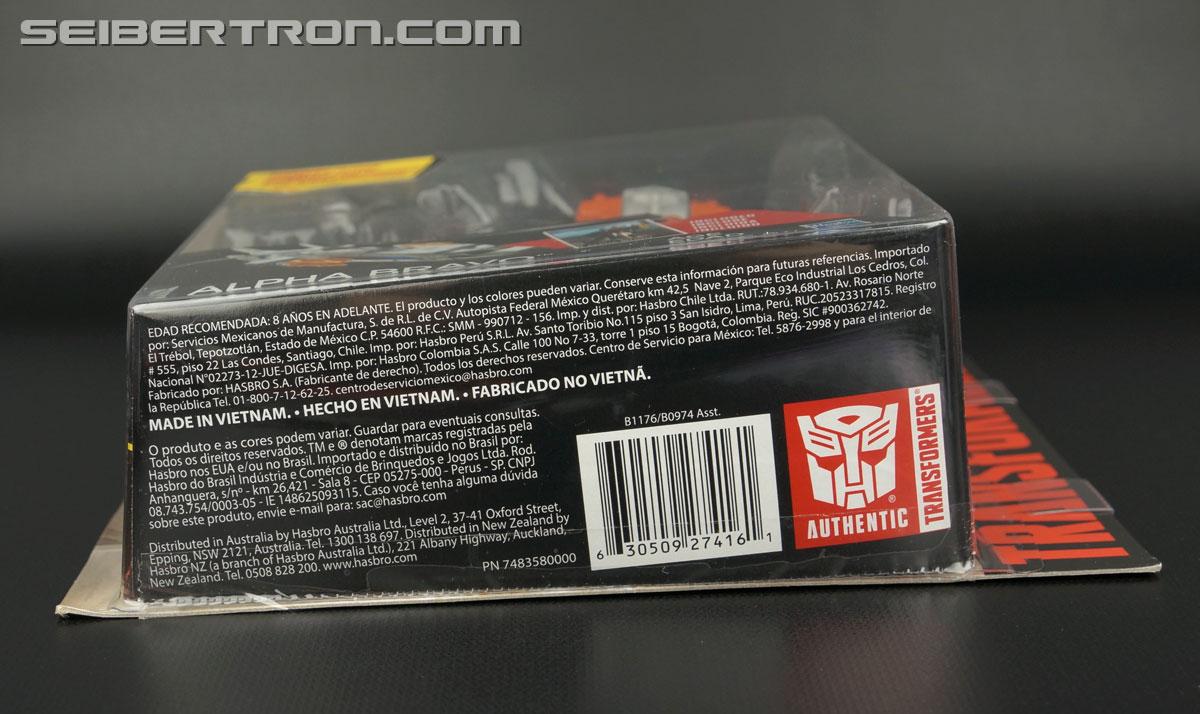 SEIBERTRON.com
ALPHA BRAVO
EDAD RECOMENDADA: 8 AÑOS EN ADELANTE. El producto y los colores pueden variar. Conserve esta información para futuras referencias. Importado
por: Servicios Mexicanos de Manufactura, S. de R.L. de C.V. Autopista Federal México Querétaro km 42,5 Nave 2, Parque Eco Industrial Los Cedros, Col.
El Trébol, Tepotzotlán, Estado de México C.P. 54600 R.F.C.: SMM - 990712 - 156. Imp. y dist. por: Hasbro Chile Ltda. RUT.:78.934.680-1. Av. Rosario Norte
# 555, piso 22 Las Condes, Santiago, Chile. Imp. por: Hasbro Perú S.R.L. Av. Santo Toribio No.115 piso 3 San Isidro, Lima, Perú. RUC.20523317815. Registro
Nacional N°02273-12-JUE-DIGESA. Imp. por: Hasbro Colombia S.A.S. Calle 100 No 7-33, torre 1 piso 15 Bogotá, Colombia. Reg. SIC #900362742.
Fabricado por: HASBRO S.A. (Fabricante de derecho). Todos los derechos reservados. Centro de Servicio para México: Tel. 5876-2998 y para el interior de
la República Tel. 01-800-7-12-62-25. centrodeserviciomexico@hasbro.com
MADE IN VIETNAM. • HECHO EN VIETNAM. • FABRICADO NO VIETNÃ.
O produto e as cores podem variar. Guardar para eventuais consultas.
Todos os direitos reservados. TM e ® denotam marcas registradas pela
Hasbro nos EUA e/ou no Brasil. Importado e distribuído no Brasil por:
Hasbro do Brasil Indústria e Comércio de Brinquedos e Jogos Ltda. Rod.
Anhanguera, s/nº - km 26,421 - Sala 8 - CEP 05275-000 - Perus - SP. CNPJ
08.743.754/0003-05 - IE 148625093115. Caso você tenha alguma dúvida
sobre este produto, envie e-mail para: sac@hasbro.com
Distributed in Australia by Hasbro Australia Ltd., Level 2, 37-41 Oxford Street,
Epping, NSW 2121, Australia. Tel. 1300 138 697. Distributed in New Zealand by
Hasbro NZ (a branch of Hasbro Australia Ltd.), 221 Albany Highway, Auckland,
New Zealand. Tel. 0508 828 200. www.hasbro.com
PN 7483580000
B1176/B0974 Asst.
6 30509 27416 1
AUTHENTIC
TRANSFORMERS®